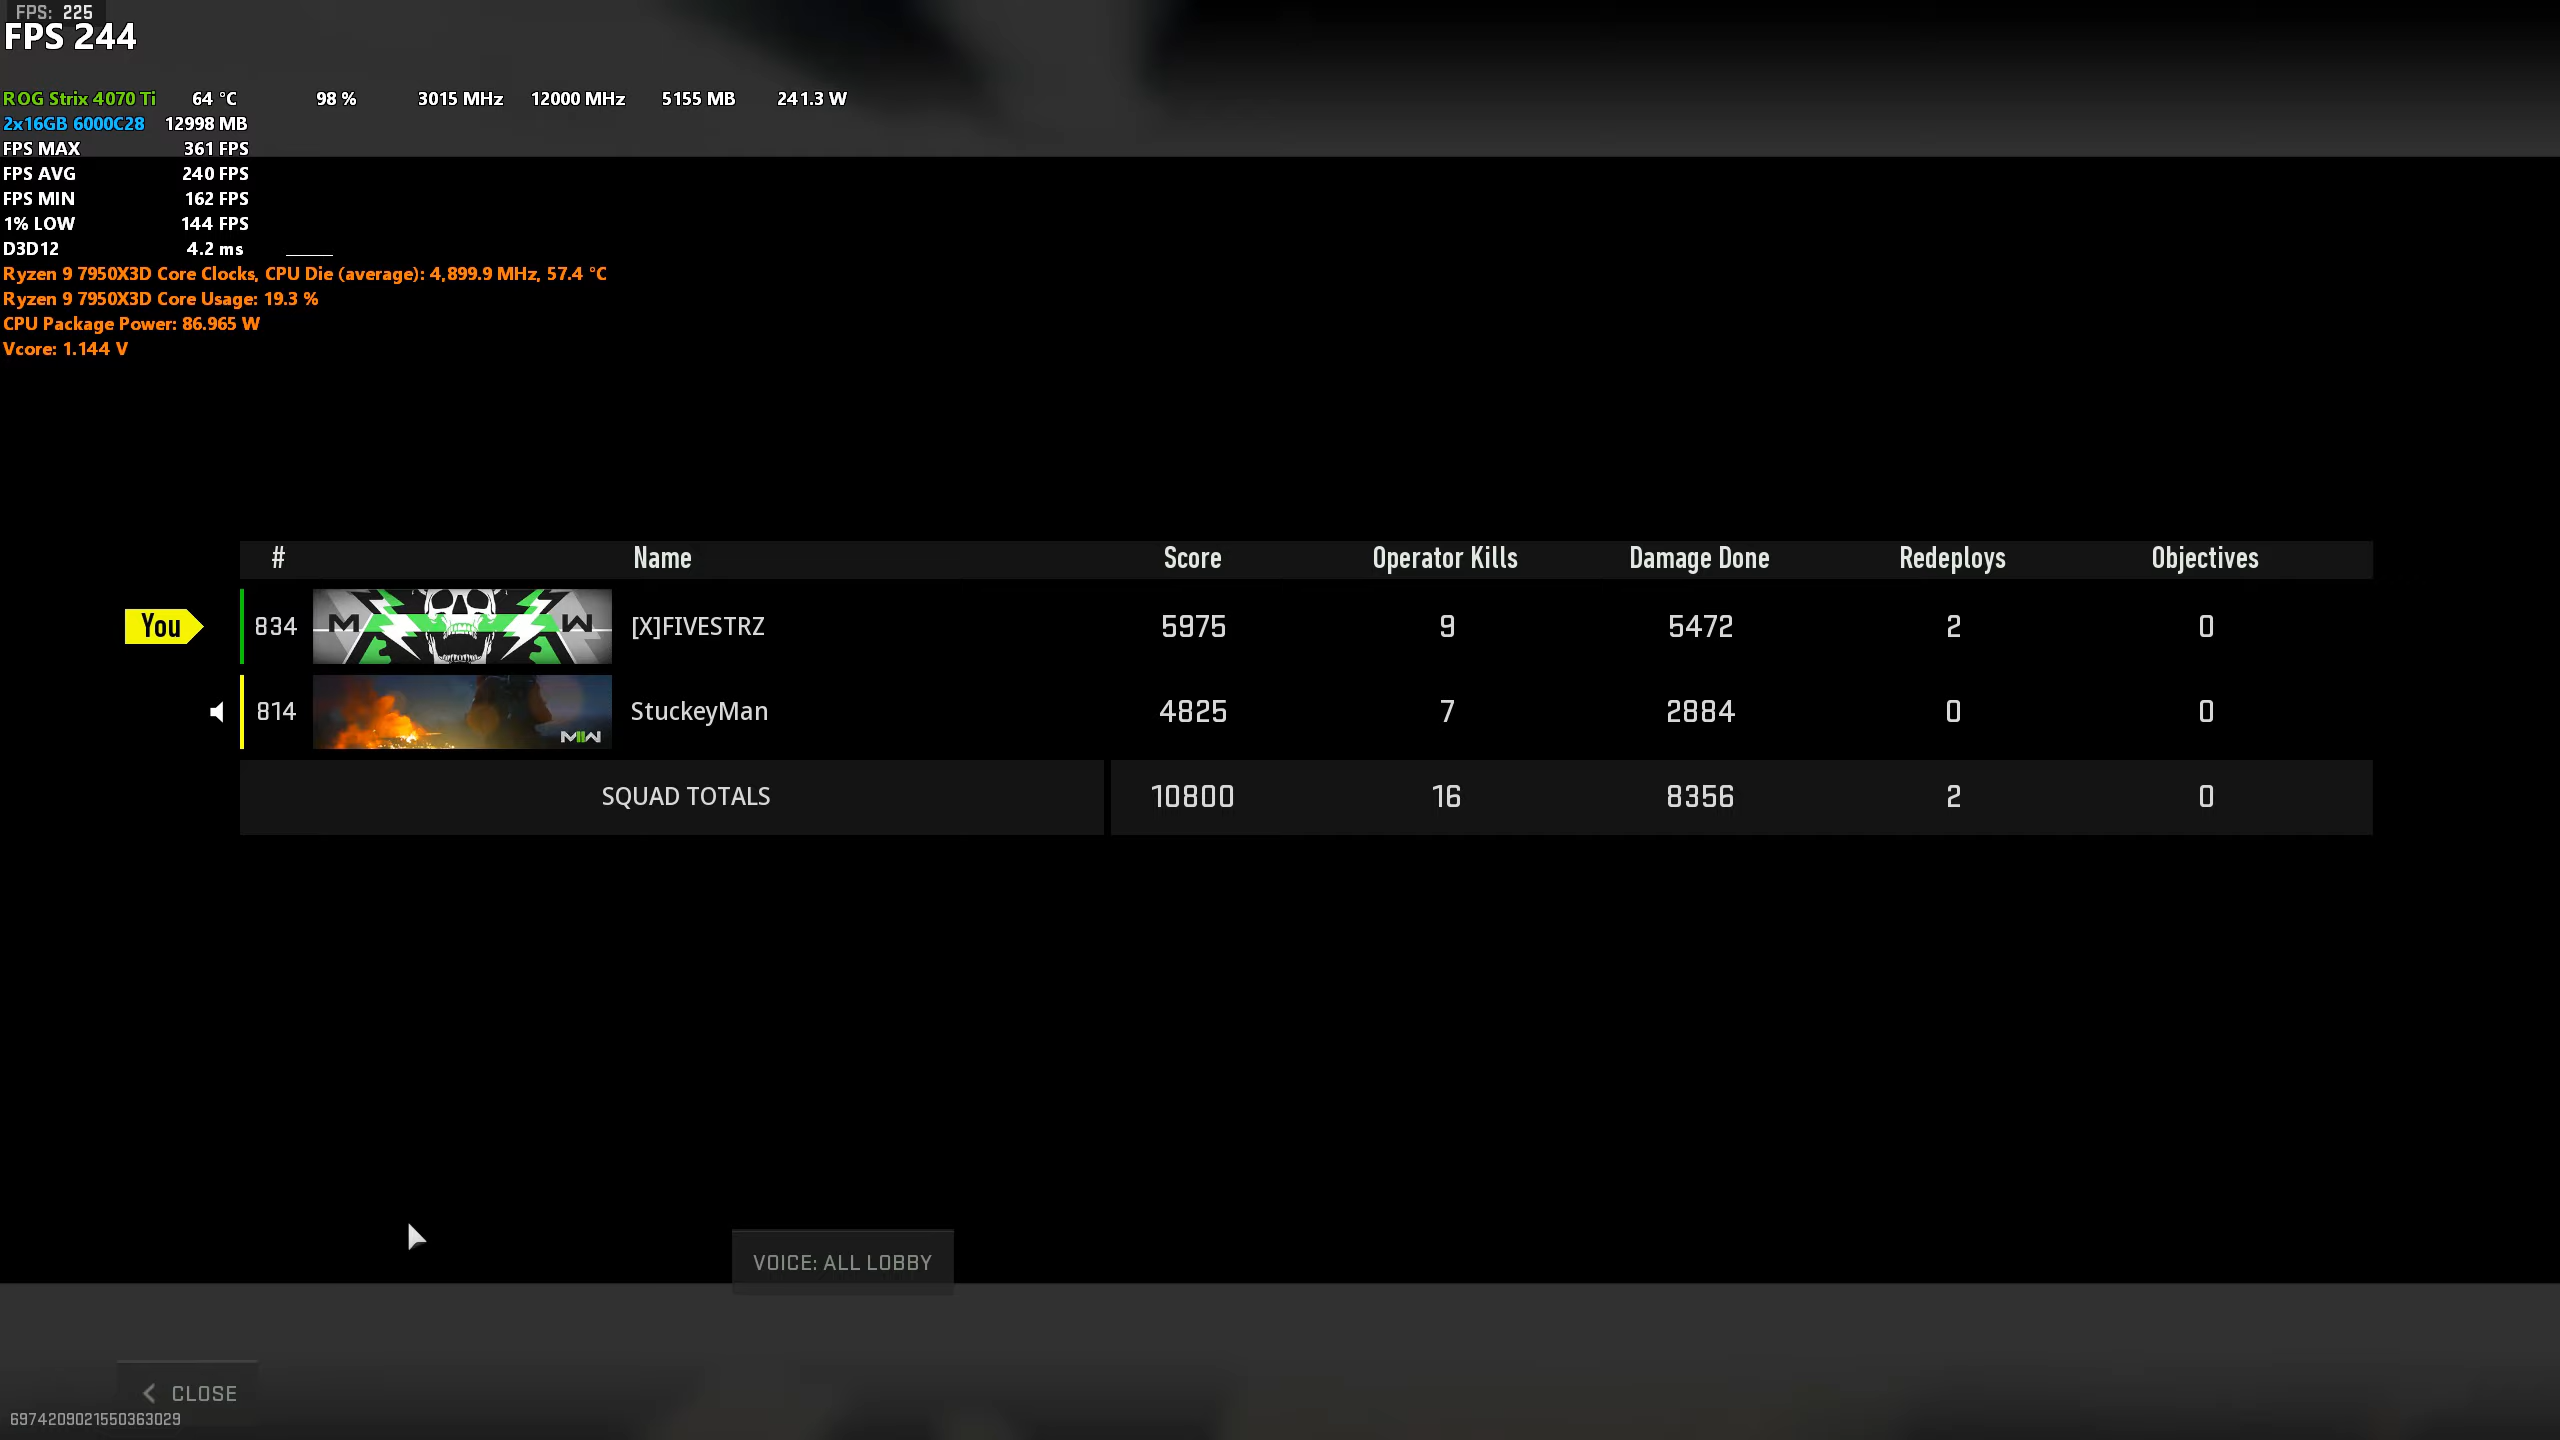 FPS: 225
FPS 244
ROG Strix 4070 Ti 64 °C 98 % 3015 MHz 12000 MHz 5155 MB 241.3 W
2x16GB 6000C28 12998 MB
FPS MAX 361 FPS
FPS AVG 240 FPS
FPS MIN 162 FPS
1% LOW 144 FPS
D3D12 4.2 ms
Ryzen 9 7950X3D Core Clocks, CPU Die (average): 4,899.9 MHz, 57.4 °C
Ryzen 9 7950X3D Core Usage: 19.3 %
CPU Package Power: 86.965 W
Vcore: 1.144 V
# Name Score Operator Kills Damage Done Redeploys Objectives
You 834 M W [X]FIVESTRZ 5975 9 5472 2 0
814 MWII StuckeyMan 4825 7 2884 0 0
SQUAD TOTALS 10800 16 8356 2 0
VOICE: ALL LOBBY
CLOSE
6974209021550363029